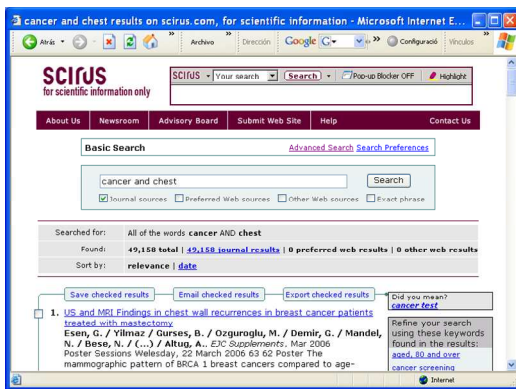 cancer and chest results on scirus.com, for scientific information - Microsoft Internet E...
Atrás Archivo Dirección Google G Configuració Vínculos
SCIRUS
for scientific information only
SCIRUS Your search Search Pop-up Blocker OFF Highlight
About Us Newsroom Advisory Board Submit Web Site Help Contact Us
Basic Search Advanced Search Search Preferences
cancer and chest Search
Journal sources Preferred Web sources Other Web sources Exact phrase
Searched for: All of the words cancer AND chest
Found: 49,158 total | 49,158 journal results | 0 preferred web results | 0 other web results
Sort by: relevance | date
Save checked results Email checked results Export checked results
Did you mean?
cancer test
1. US and MRI Findings in chest wall recurrences in breast cancer patients
treated with mastectomy
Esen, G. / Yilmaz / Gurses, B. / Ozguroglu, M. / Demir, G. / Mandel,
N. / Bese, N. / (...) / Altug, A.. EJC Supplements. Mar 2006
Poster Sessions Welesday, 22 March 2006 63 62 Poster The
mammographic pattern of BRCA 1 breast cancers compared to age-
Refine your search
using these keywords
found in the results:
aged, 80 and over
cancer screening
Internet